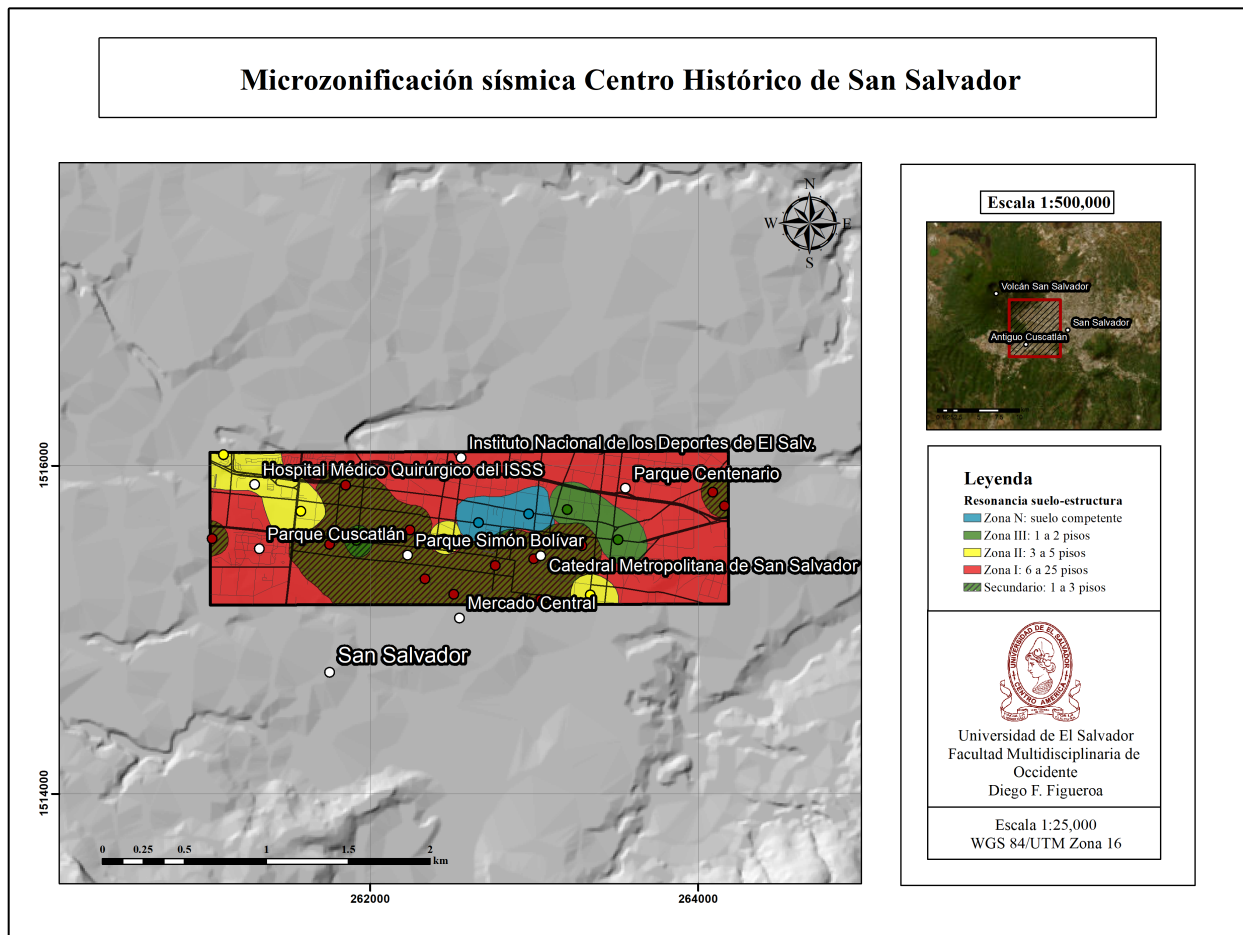 Microzonificación sísmica Centro Histórico de San Salvador
N
W
E
S
Instituto Nacional de los Deportes de El Salv.
Hospital Médico Quirúrgico del ISSS
Parque Centenario
Parque Cuscatlán
Parque Simón Bolívar
Catedral Metropolitana de San Salvador
Mercado Central
San Salvador
1516000
1514000
0
0.25
0.5
1
1.5
2
km
262000
264000
Escala 1:500,000
Volcán San Salvador
San Salvador
Antiguo Cuscatlán
Leyenda
Resonancia suelo-estructura
Zona N: suelo competente
Zona III: 1 a 2 pisos
Zona II: 3 a 5 pisos
Zona I: 6 a 25 pisos
Secundario: 1 a 3 pisos
UNIVERSIDAD DE EL SALVADOR
CENTRO AMERICA
Universidad de El Salvador
Facultad Multidisciplinaria de
Occidente
Diego F. Figueroa
Escala 1:25,000
WGS 84/UTM Zona 16